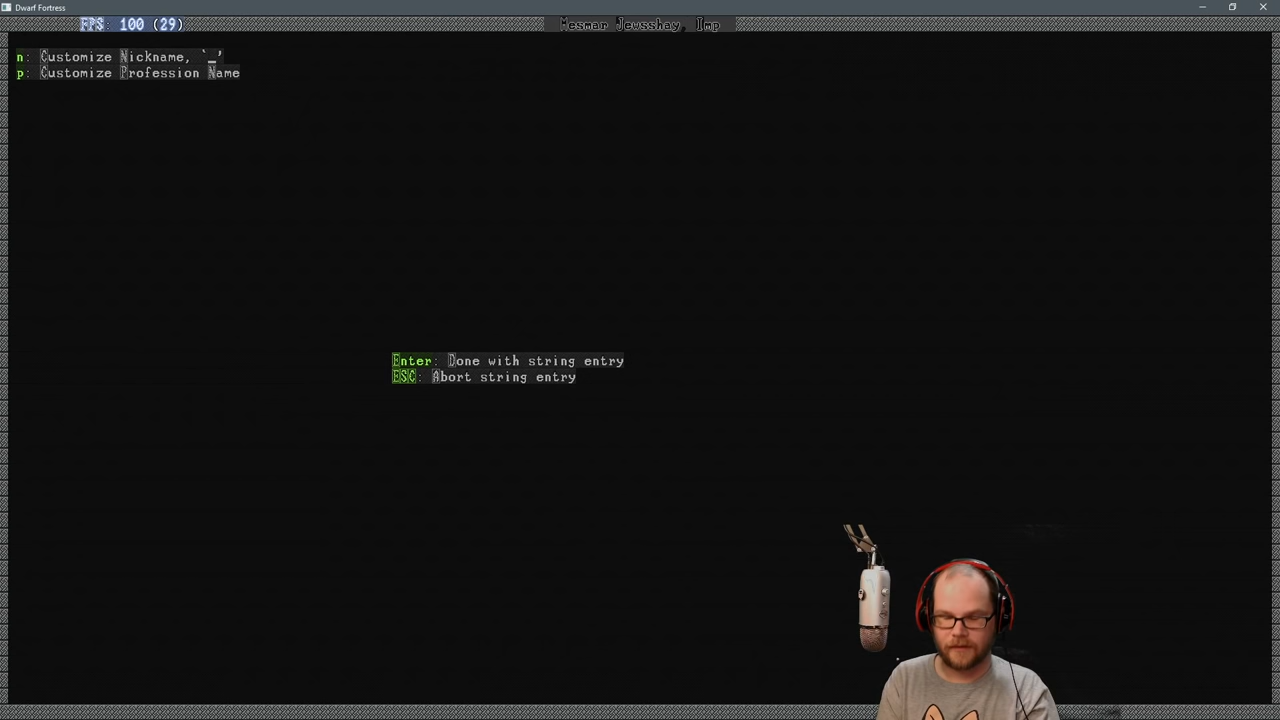 Dwarf Fortress
FPS: 100 (29)
Mesmar Jewsshay, Imp
n: Customize Nickname, `_'
p: Customize Profession Name
Enter: Done with string entry
ESC: Abort string entry